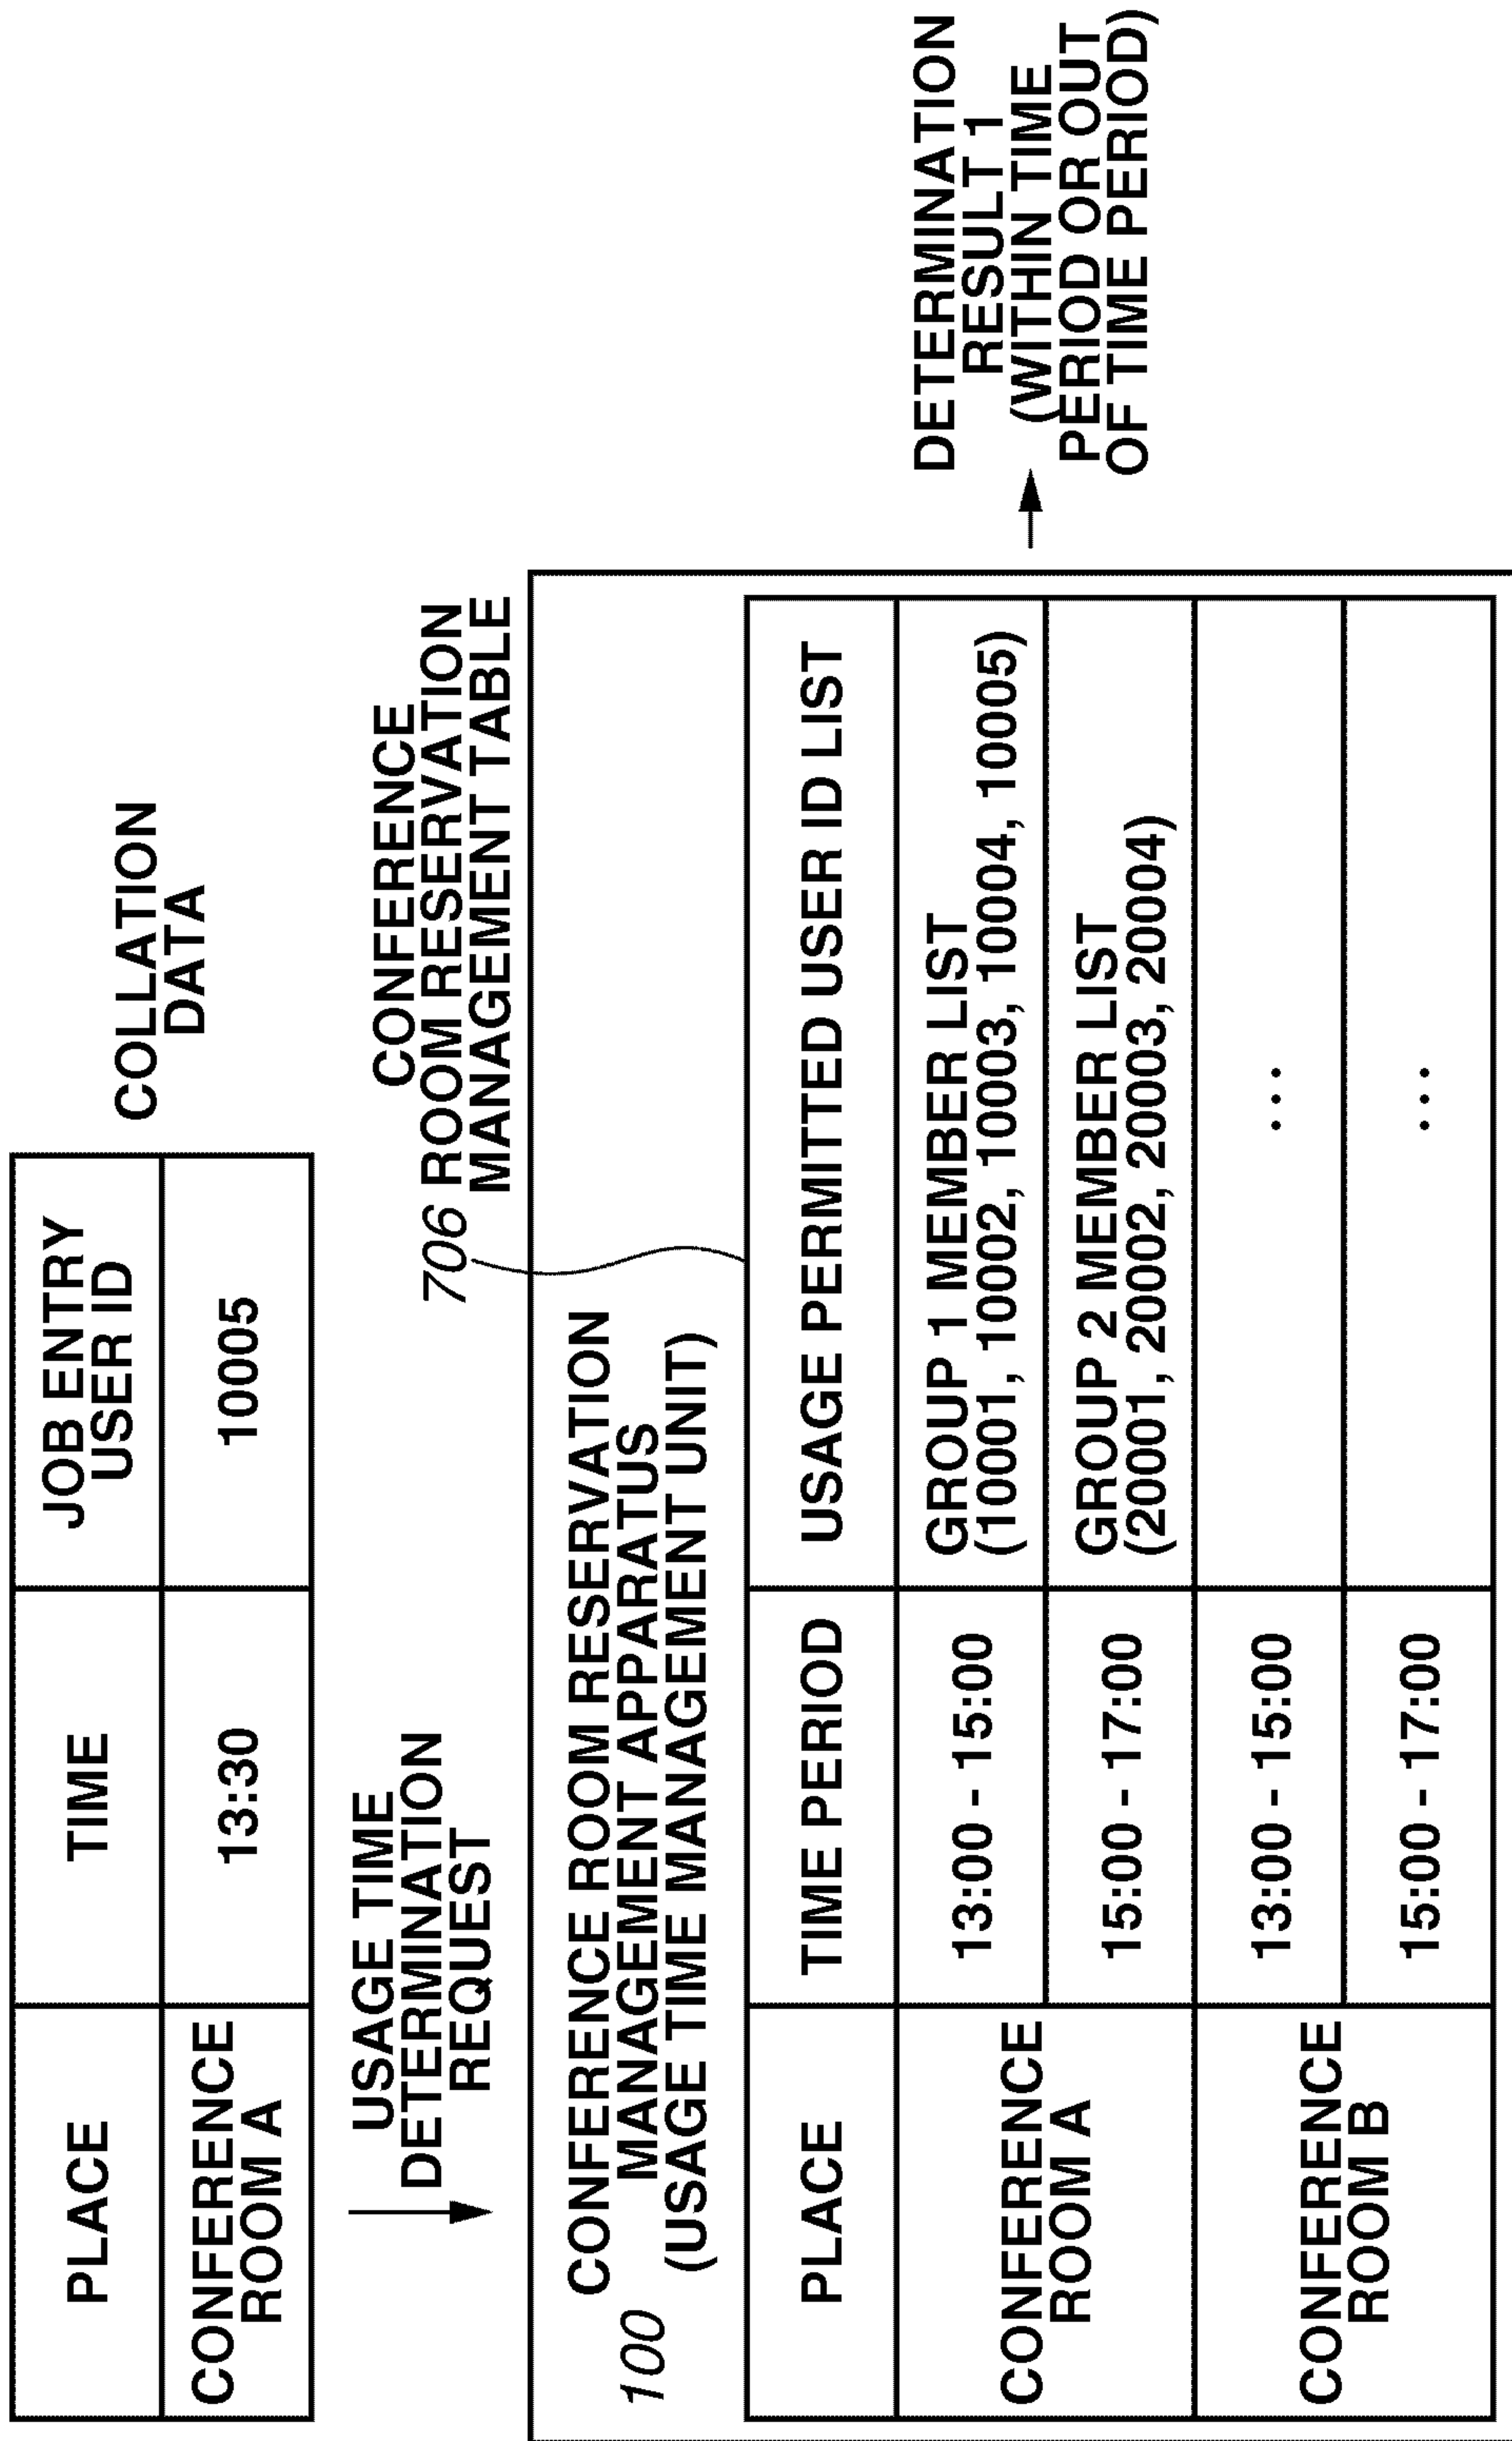 PLACE
TIME
JOB ENTRY
USER ID
CONFERENCE
ROOM A
13:30
10005
COLLATION
DATA
USAGE TIME
DETERMINATION
REQUEST
CONFERENCE
706 ROOM RESERVATION
MANAGEMENT TABLE
100
CONFERENCE ROOM RESERVATION
MANAGEMENT APPARATUS
(USAGE TIME MANAGEMENT UNIT)
PLACE
TIME PERIOD
USAGE PERMITTED USER ID LIST
CONFERENCE
ROOM A
13:00 - 15:00
GROUP 1 MEMBER LIST
(10001, 10002, 10003, 10004, 10005)
15:00 - 17:00
GROUP 2 MEMBER LIST
(20001, 20002, 20003, 20004)
CONFERENCE
ROOM B
13:00 - 15:00
...
15:00 - 17:00
...
DETERMINATION
RESULT 1
(WITHIN TIME
PERIOD OR OUT
OF TIME PERIOD)